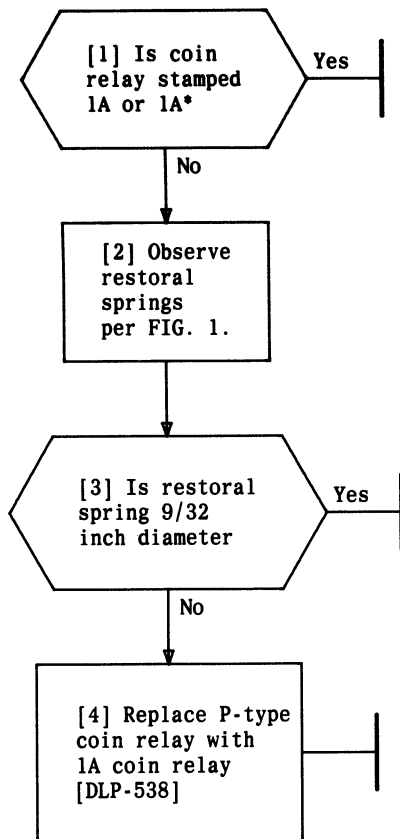 [1] Is coin
relay stamped
1A or 1A*
Yes
No
[2] Observe
restoral
springs
per FIG. 1.
[3] Is restoral
spring 9/32
inch diameter
Yes
No
[4] Replace P-type
coin relay with
1A coin relay
[DLP-538]